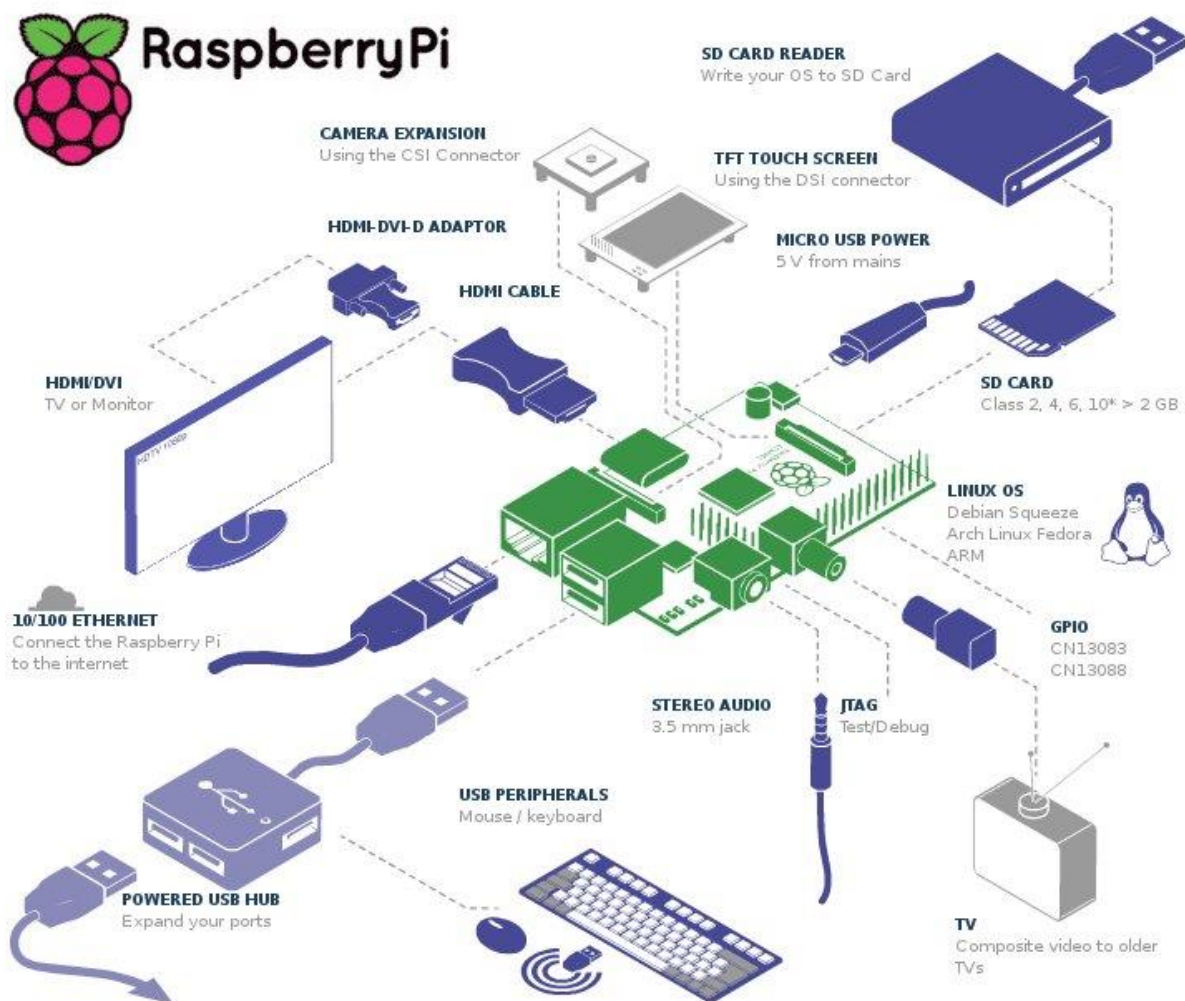 RaspberryPi
SD CARD READER
Write your OS to SD Card
CAMERA EXPANSION
Using the CSI Connector
TFT TOUCH SCREEN
Using the DSI connector
HDMI-DVI-D ADAPTOR
MICRO USB POWER
5 V from mains
HDMI CABLE
HDMI/DVI
TV or Monitor
HDTV 1080p
SD CARD
Class 2, 4, 6, 10* > 2 GB
LINUX OS
Debian Squeeze
Arch Linux Fedora
ARM
10/100 ETHERNET
Connect the Raspberry Pi
to the internet
GPIO
CN13083
CN13088
STEREO AUDIO
3.5 mm jack
JTAG
Test/Debug
USB PERIPHERALS
Mouse / keyboard
POWERED USB HUB
Expand your ports
TV
Composite video to older
TVs